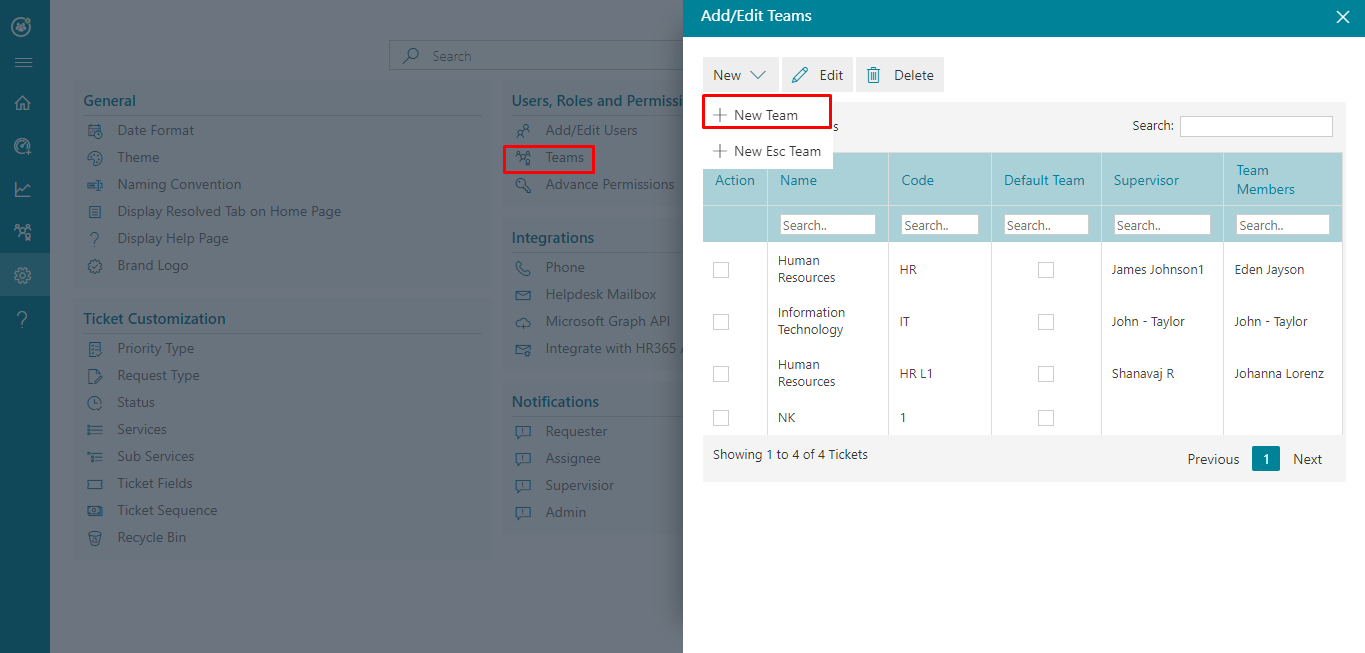 Search
General
Date Format
Theme
Naming Convention
Display Resolved Tab on Home Page
Display Help Page
Brand Logo
Ticket Customization
Priority Type
Request Type
Status
Services
Sub Services
Ticket Fields
Ticket Sequence
Recycle Bin
Users, Roles and Permissi
Add/Edit Users
Teams
Advance Permissions
Integrations
Phone
Helpdesk Mailbox
Microsoft Graph API
Integrate with HR365
Notifications
Requester
Assignee
Supervisior
Admin
Add/Edit Teams
New Edit Delete
New Team
New Esc Team
s
Search:
Action Name Code Default Team Supervisor Team
Members
Search.. Search.. Search.. Search.. Search..
Human
Resources
HR James Johnson1 Eden Jayson
Information
Technology
IT John - Taylor John - Taylor
Human
Resources
HR L1 Shanavaj R Johanna Lorenz
NK 1
Showing 1 to 4 of 4 Tickets
Previous 1 Next